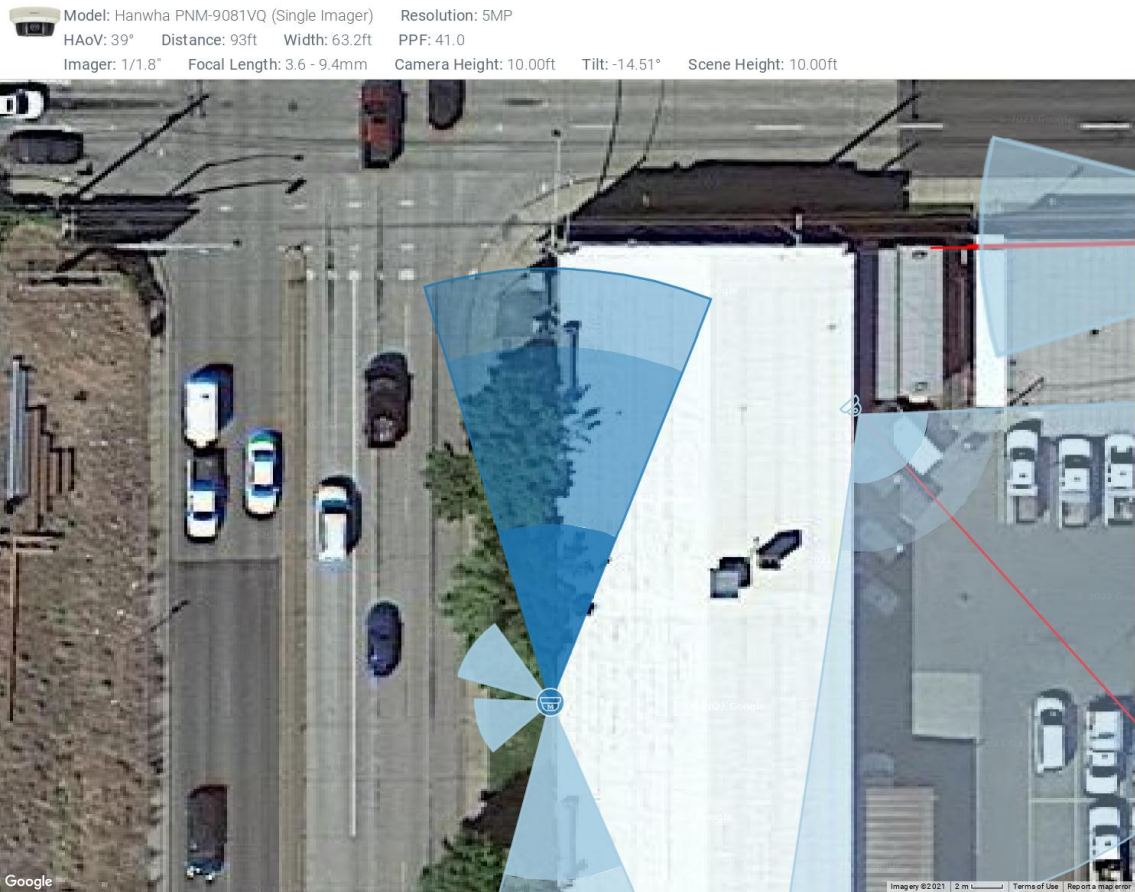 Model: Hanwha PNM-9081VQ (Single Imager) Resolution: 5MP
HAoV: 39° Distance: 93ft Width: 63.2ft PPF: 41.0
Imager: 1/1.8" Focal Length: 3.6 - 9.4mm Camera Height: 10.00ft Tilt: -14.51° Scene Height: 10.00ft
M
Google
Imagery ©2021 2 m Terms of Use Report a map error